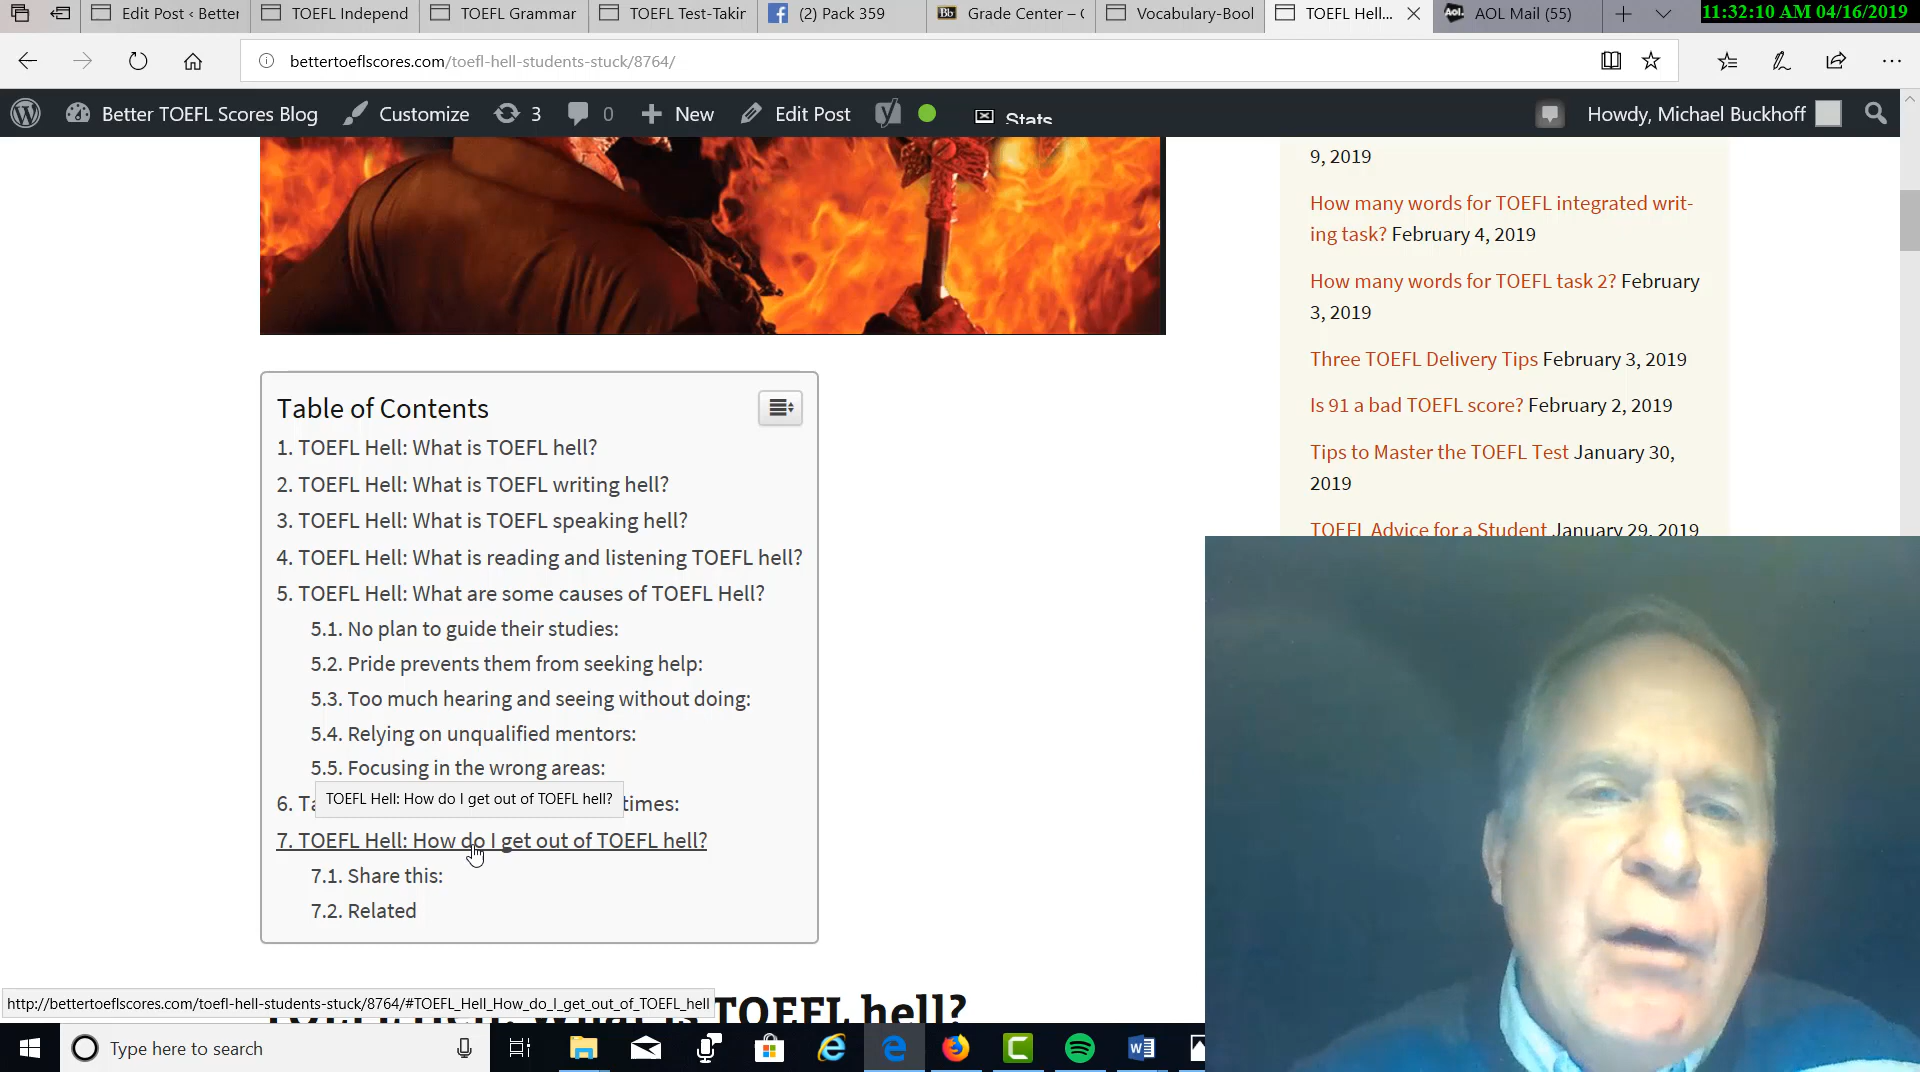 Edit Post ‹ Better
TOEFL Independ
TOEFL Grammar
TOEFL Test-Takin
(2) Pack 359
Bb
Grade Center – C
Vocabulary-Bool
TOEFL Hell...
Aol.
AOL Mail (55)
11:32:10 AM 04/16/2019
bettertoeflscores.com/toefl-hell-students-stuck/8764/
Better TOEFL Scores Blog
Customize
3
0
New
Edit Post
Stats
Howdy, Michael Buckhoff
9, 2019
How many words for TOEFL integrated writ-
ing task? February 4, 2019
How many words for TOEFL task 2? February
3, 2019
Three TOEFL Delivery Tips February 3, 2019
Is 91 a bad TOEFL score? February 2, 2019
Tips to Master the TOEFL Test January 30,
2019
TOEFL Advice for a Student January 29, 2019
Table of Contents
1. TOEFL Hell: What is TOEFL hell?
2. TOEFL Hell: What is TOEFL writing hell?
3. TOEFL Hell: What is TOEFL speaking hell?
4. TOEFL Hell: What is reading and listening TOEFL hell?
5. TOEFL Hell: What are some causes of TOEFL Hell?
5.1. No plan to guide their studies:
5.2. Pride prevents them from seeking help:
5.3. Too much hearing and seeing without doing:
5.4. Relying on unqualified mentors:
5.5. Focusing in the wrong areas:
TOEFL Hell: How do I get out of TOEFL hell?
6. Ta times:
7. TOEFL Hell: How do I get out of TOEFL hell?
7.1. Share this:
7.2. Related
http://bettertoeflscores.com/toefl-hell-students-stuck/8764/#TOEFL_Hell_How_do_I_get_out_of_TOEFL_hell
TOEFL Hell: What is TOEFL hell?
Type here to search